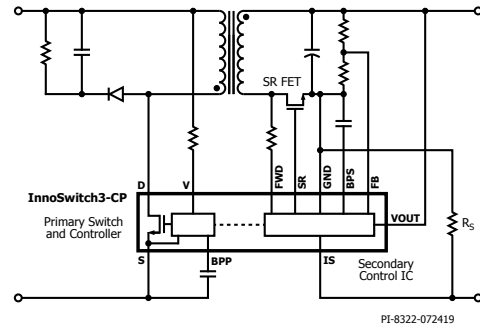 SR FET
D
V
FWD
SR
GND
BPS
FB
InnoSwitch3-CP
Primary Switch
and Controller
VOUT
RS
S
BPP
IS
Secondary
Control IC
PI-8322-072419